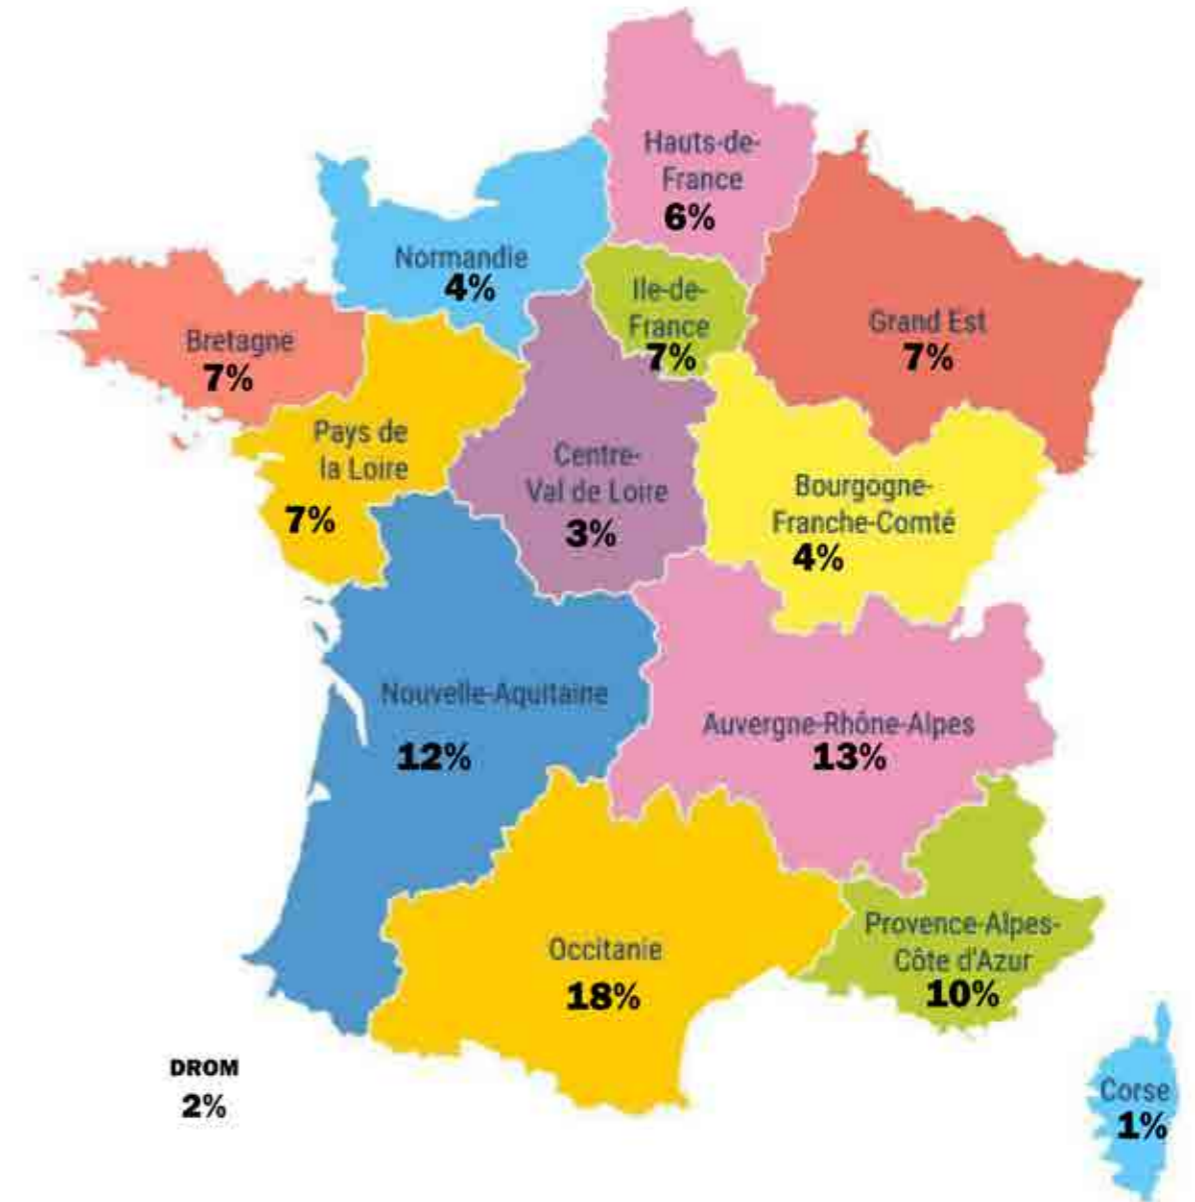 Hauts-de-
France
6%
Normandie
4%
Ile-de-
France
7%
Grand Est
7%
Bretagne
7%
Pays de
la Loire
7%
Centre-
Val de Loire
3%
Bourgogne-
Franche-Comté
4%
Nouvelle-Aquitaine
12%
Auvergne-Rhône-Alpes
13%
Occitanie
18%
Provence-Alpes-
Côte d'Azur
10%
DROM
2%
Corse
1%